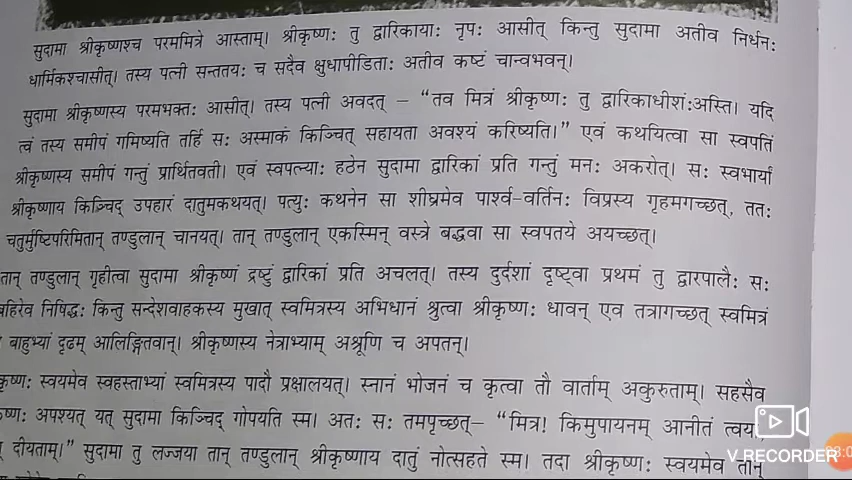 सुदामा श्रीकृष्णश्च परममित्रे आस्ताम्। श्रीकृष्णः तु द्वारिकायाः नृपः आसीत् किन्तु सुदामा अतीव निर्धनः
धार्मिकश्चासीत्। तस्य पत्नी सन्ततयः च सदैव क्षुधापीडिताः अतीव कष्टं चान्वभवन्।
सुदामा श्रीकृष्णस्य परमभक्तः आसीत्। तस्य पत्नी अवदत् – “तव मित्रं श्रीकृष्णः तु द्वारिकाधीशंःअस्ति। यदि
त्वं तस्य समीपं गमिष्यति तर्हि सः अस्माकं किञ्चित् सहायता अवश्यं करिष्यति।” एवं कथयित्वा सा स्वपतिं
श्रीकृष्णस्य समीपं गन्तुं प्रार्थितवती। एवं स्वपत्न्याः हठेन सुदामा द्वारिकां प्रति गन्तुं मनः अकरोत्। सः स्वभार्यां
श्रीकृष्णाय किञ्चिद् उपहारं दातुमकथयत्। पत्युः कथनेन सा शीघ्रमेव पार्श्व-वर्तिनः विप्रस्य गृहमगच्छत्, ततः
चतुर्मुष्टिपरिमितान् तण्डुलान् चानयत्। तान् तण्डुलान् एकस्मिन् वस्त्रे बद्धवा सा स्वपतये अयच्छत्।
तान् तण्डुलान् गृहीत्वा सुदामा श्रीकृष्णं द्रष्टुं द्वारिकां प्रति अचलत्। तस्य दुर्दशां दृष्ट्वा प्रथमं तु द्वारपालैः सः
बहिरेव निषिद्धः किन्तु सन्देशवाहकस्य मुखात् स्वमित्रस्य अभिधानं श्रुत्वा श्रीकृष्णः धावन् एव तत्रागच्छत् स्वमित्रं
बाहुभ्यां दृढम् आलिङ्गितवान्। श्रीकृष्णस्य नेत्राभ्याम् अश्रूणि च अपतन्।
स्वयमेव स्वहस्ताभ्यां स्वमित्रस्य पादौ प्रक्षालयत्। स्नानं भोजनं च कृत्वा तौ वार्ताम् अकुरुताम्। सहसैव
अपश्यत् यत् सुदामा किञ्चिद् गोपयति स्म। अतः सः तमपृच्छत्– “मित्र! किमुपायनम् आनीतं
दीयताम्।” सुदामा तु लज्जया तान् तण्डुलान् श्रीकृष्णाय दातुं नोत्सहते स्म। तदा श्रीकृष्णः स्वयमेव तान्
V.RECORDER